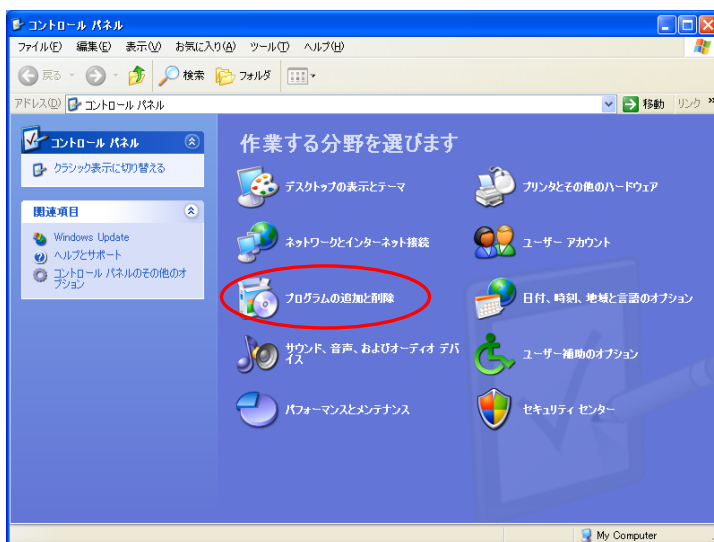 コントロール パネル
ファイル(F) 編集(E) 表示(V) お気に入り(A) ツール(T) ヘルプ(H)
戻る 検索 フォルダ
アドレス(D) コントロール パネル 移動 リンク »
コントロール パネル
クラシック表示に切り替える
関連項目
Windows Update
ヘルプとサポート
コントロール パネルのその他のオ
プション
作業する分野を選びます
デスクトップの表示とテーマ
プリンタとその他のハードウェア
ネットワークとインターネット接続
ユーザー アカウント
プログラムの追加と削除
日付、時刻、地域と言語のオプション
サウンド、音声、およびオーディオ デバ
イス
ユーザー補助のオプション
パフォーマンスとメンテナンス
セキュリティ センター
My Computer